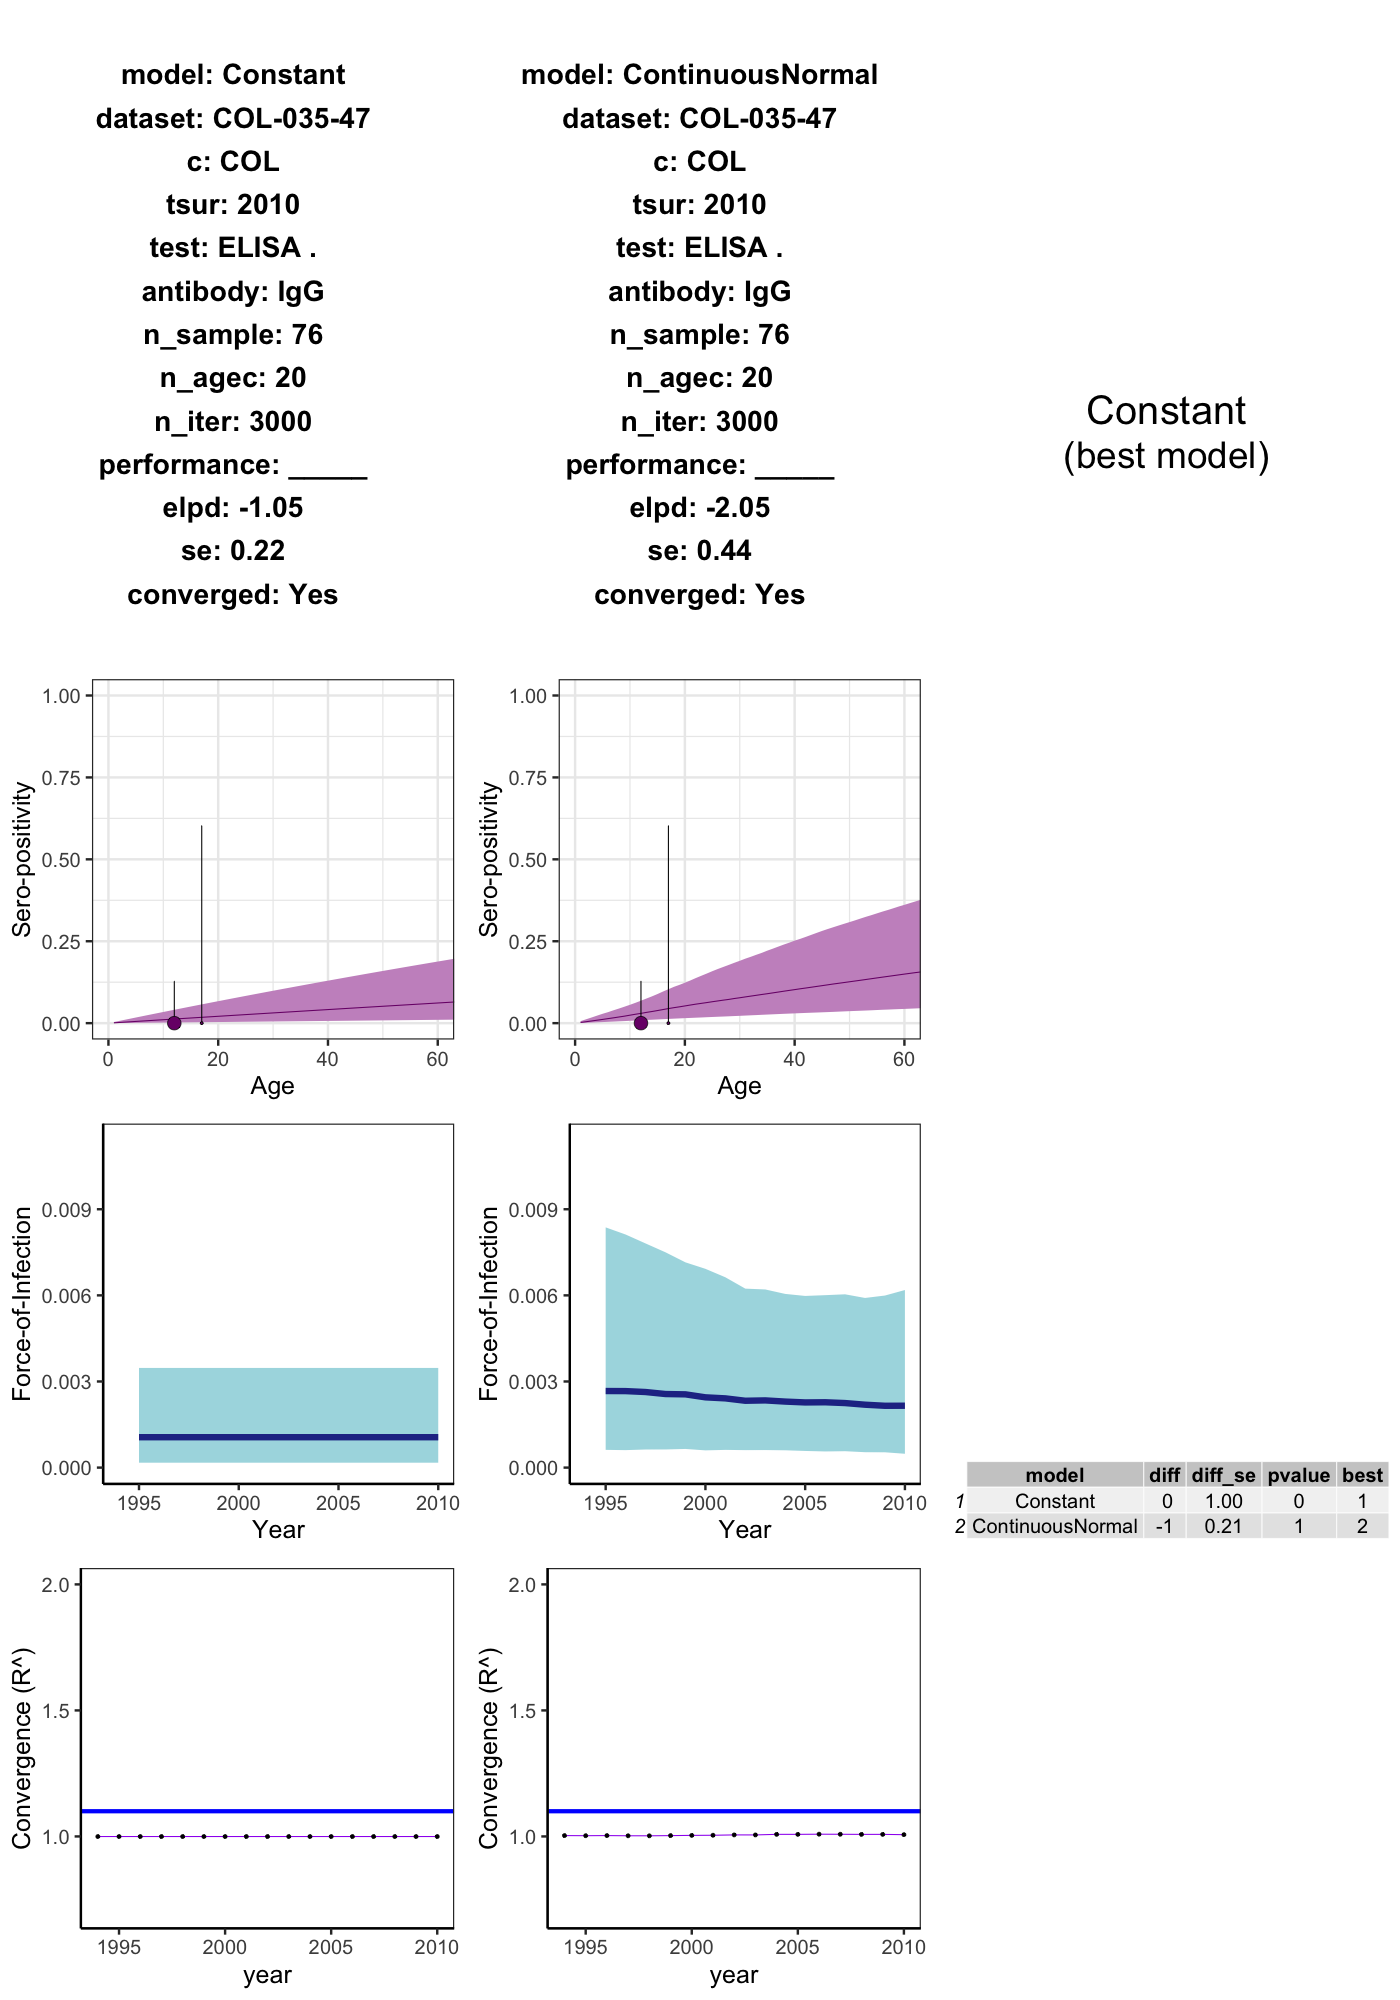 model: Constant
dataset: COL-035-47
c: COL
tsur: 2010
test: ELISA .
antibody: IgG
n_sample: 76
n_agec: 20
n_iter: 3000
performance: _____
elpd: -1.05
se: 0.22
converged: Yes
model: ContinuousNormal
dataset: COL-035-47
c: COL
tsur: 2010
test: ELISA .
antibody: IgG
n_sample: 76
n_agec: 20
n_iter: 3000
performance: _____
elpd: -2.05
se: 0.44
converged: Yes
Constant
(best model)
Sero-positivity
1.00
0.75
0.50
0.25
0.00
0 20 40 60
Age
Sero-positivity
1.00
0.75
0.50
0.25
0.00
0 20 40 60
Age
Force-of-Infection
0.009
0.006
0.003
0.000
1995 2000 2005 2010
Year
Force-of-Infection
0.009
0.006
0.003
0.000
1995 2000 2005 2010
Year
model diff diff_se pvalue best
1 Constant 0 1.00 0 1
2 ContinuousNormal -1 0.21 1 2
Convergence (R^)
2.0
1.5
1.0
1995 2000 2005 2010
year
Convergence (R^)
2.0
1.5
1.0
1995 2000 2005 2010
year